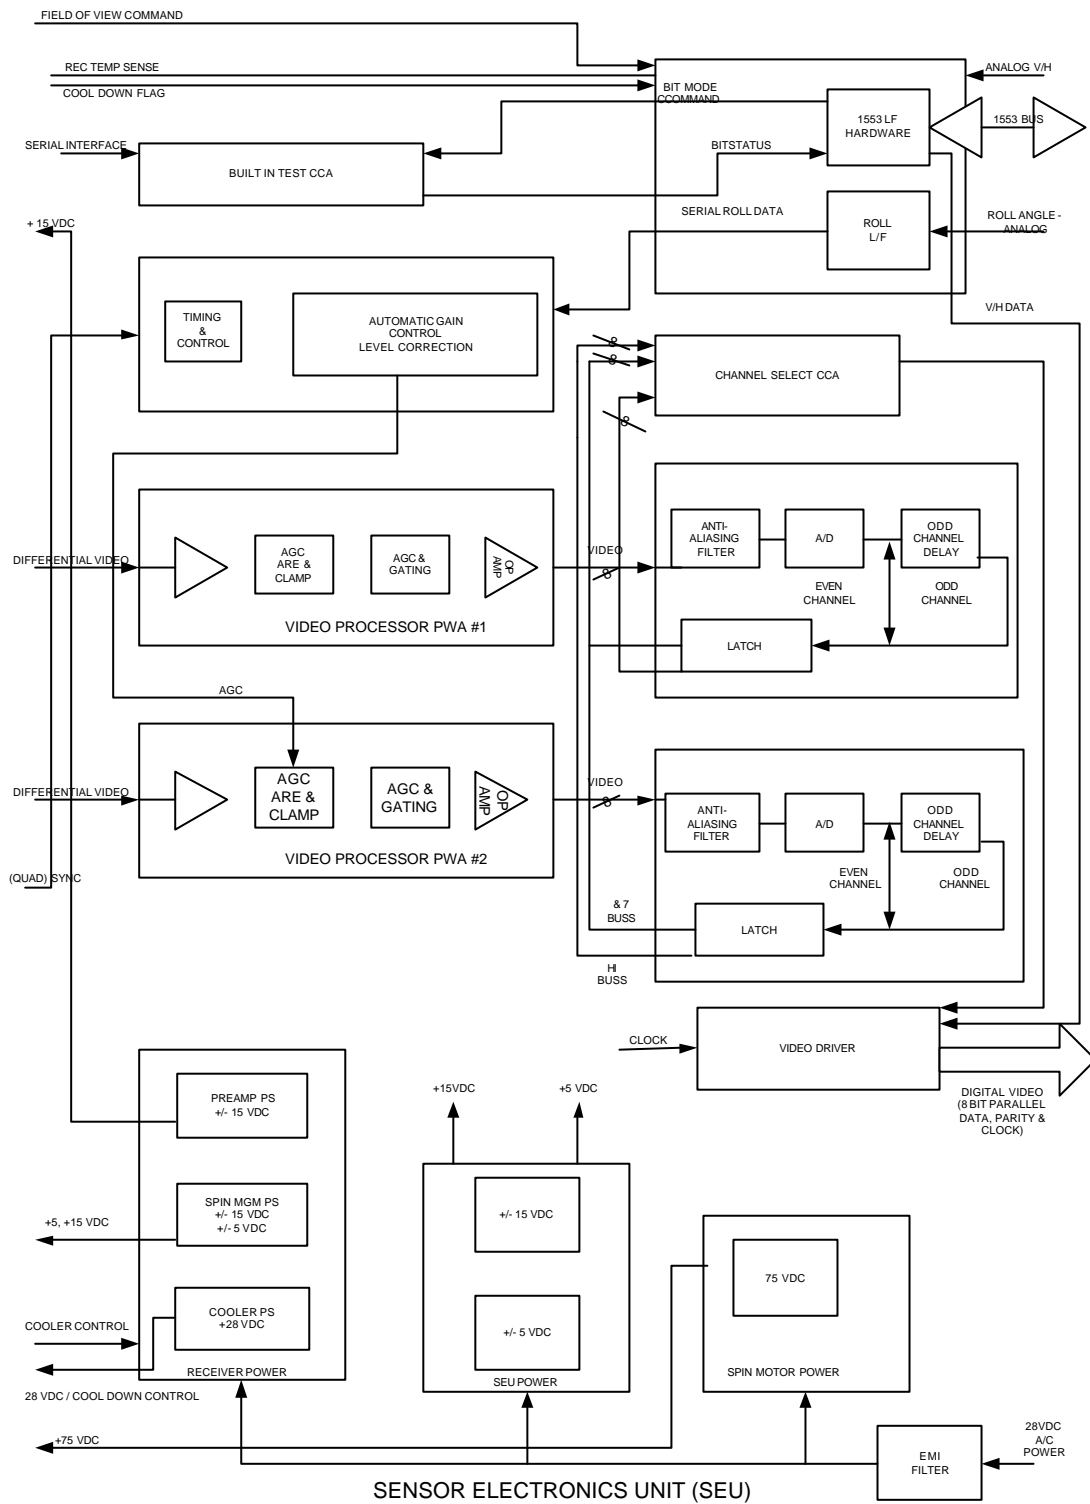 FIELD OF VIEW COMMAND
REC TEMP SENSE
COOL DOWN FLAG
ANALOG V/H
BIT MODE
CCOMMAND
1553 LF
HARDWARE
1553 BUS
SERIAL INTERFACE
BUILT IN TEST CCA
BITSTATUS
+ 15 VDC
SERIAL ROLL DATA
ROLL
L/F
ROLL ANGLE -
ANALOG
TIMING
&
CONTROL
AUTOMATIC GAIN
CONTROL
LEVEL CORRECTION
V/H DATA
8
8
CHANNEL SELECT CCA
8
DIFFERENTIAL VIDEO
AGC
ARE &
CLAMP
AGC &
GATING
OP
AMP
VIDEO
8
ANTI-
ALIASING
FILTER
A/D
ODD
CHANNEL
DELAY
EVEN
CHANNEL
ODD
CHANNEL
VIDEO PROCESSOR PWA #1
LATCH
AGC
DIFFERENTIAL VIDEO
AGC
ARE &
CLAMP
AGC &
GATING
OP
AMP
VIDEO
8
ANTI-
ALIASING
FILTER
A/D
ODD
CHANNEL
DELAY
VIDEO PROCESSOR PWA #2
EVEN
CHANNEL
ODD
CHANNEL
(QUAD) SYNC
& 7
BUSS
LATCH
HI
BUSS
CLOCK
VIDEO DRIVER
DIGITAL VIDEO
(8 BIT PARALLEL
DATA, PARITY &
CLOCK)
PREAMP PS
+/- 15 VDC
+15VDC
+5 VDC
SPIN MGM PS
+/- 15 VDC
+/- 5 VDC
+5, +15 VDC
+/- 15 VDC
75 VDC
COOLER PS
+28 VDC
COOLER CONTROL
+/- 5 VDC
RECEIVER POWER
SEU POWER
SPIN MOTOR POWER
28 VDC / COOL DOWN CONTROL
+75 VDC
EMI
FILTER
28VDC
A/C
POWER
SENSOR ELECTRONICS UNIT (SEU)